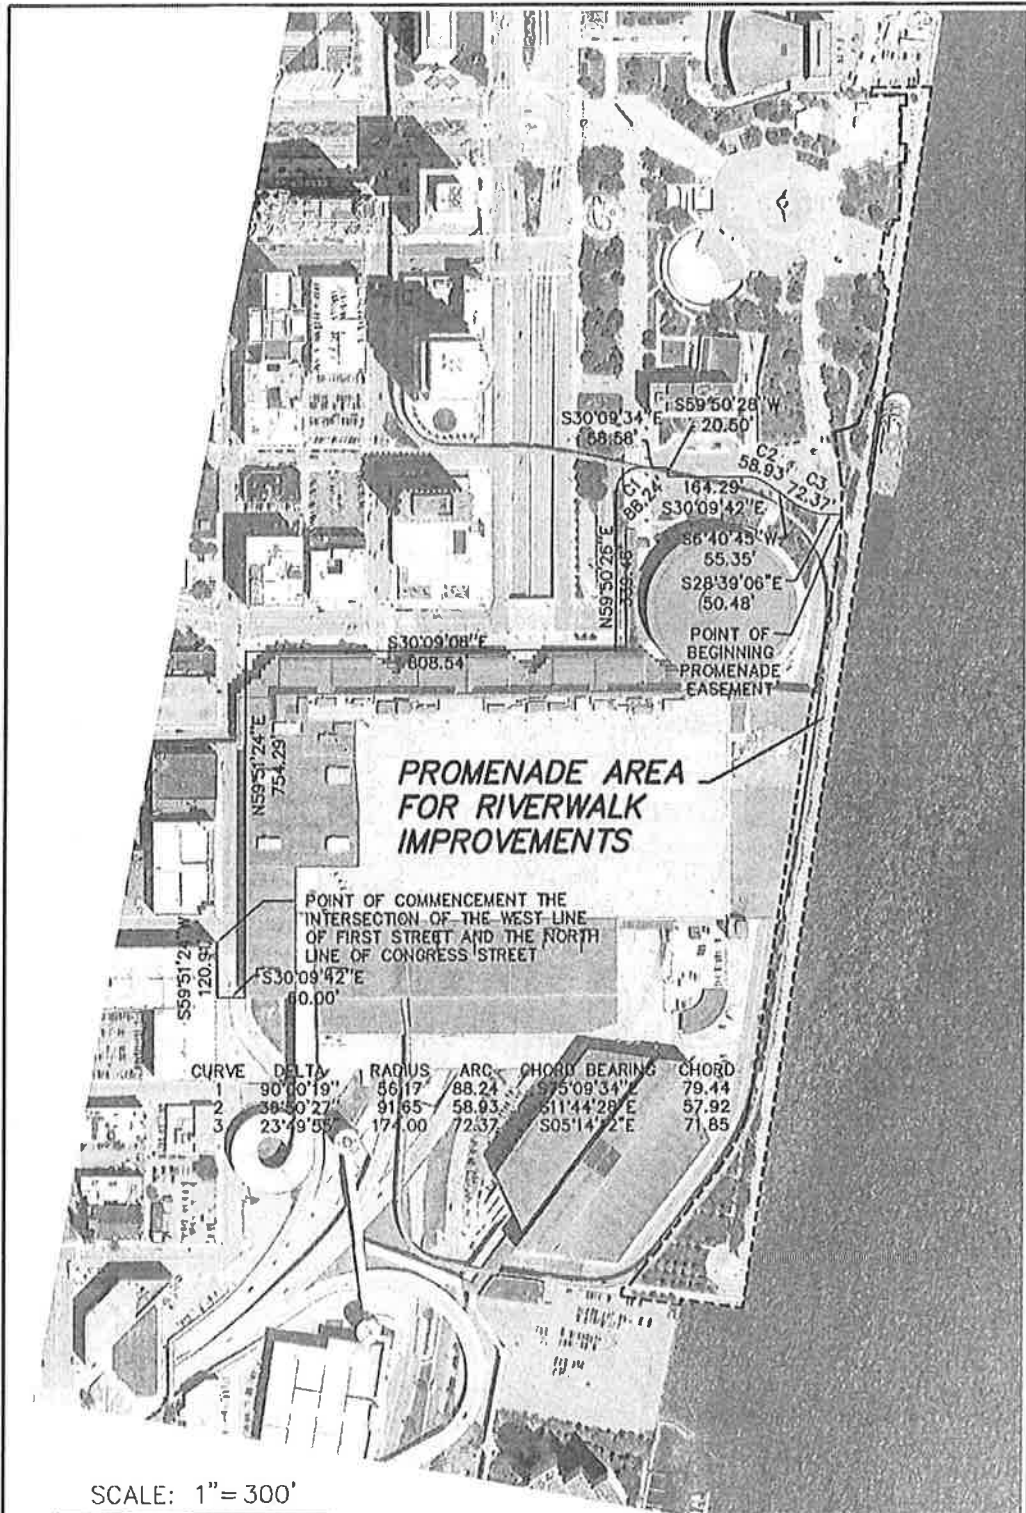 S30°09'34"E
58.58'
S59°50'28"W
20.50'
C1
88.24'
C2
58.93'
C3
72.37'
164.29'
S30°09'42"E
S6°40'45"W
55.35'
S28°39'06"E
50.48'
N59°50'26"E
POINT OF
BEGINNING
PROMENADE
EASEMENT
S30°09'08"E
808.54'
N59°51'24"E
754.29'
PROMENADE AREA
FOR RIVERWALK
IMPROVEMENTS
POINT OF COMMENCEMENT THE
INTERSECTION OF THE WEST LINE
OF FIRST STREET AND THE NORTH
LINE OF CONGRESS STREET
S59°51'24"W
120.91'
S30°09'42"E
60.00'
CURVE DELTA RADIUS ARC CHORD BEARING CHORD
1 90°00'19" 56.17 88.24 S75°09'34"E 79.44
2 91.65 58.93 S11°44'28"E 57.92
3 23°49'55" 174.00 72.37 S05°14'12"E 71.85
SCALE: 1"=300'